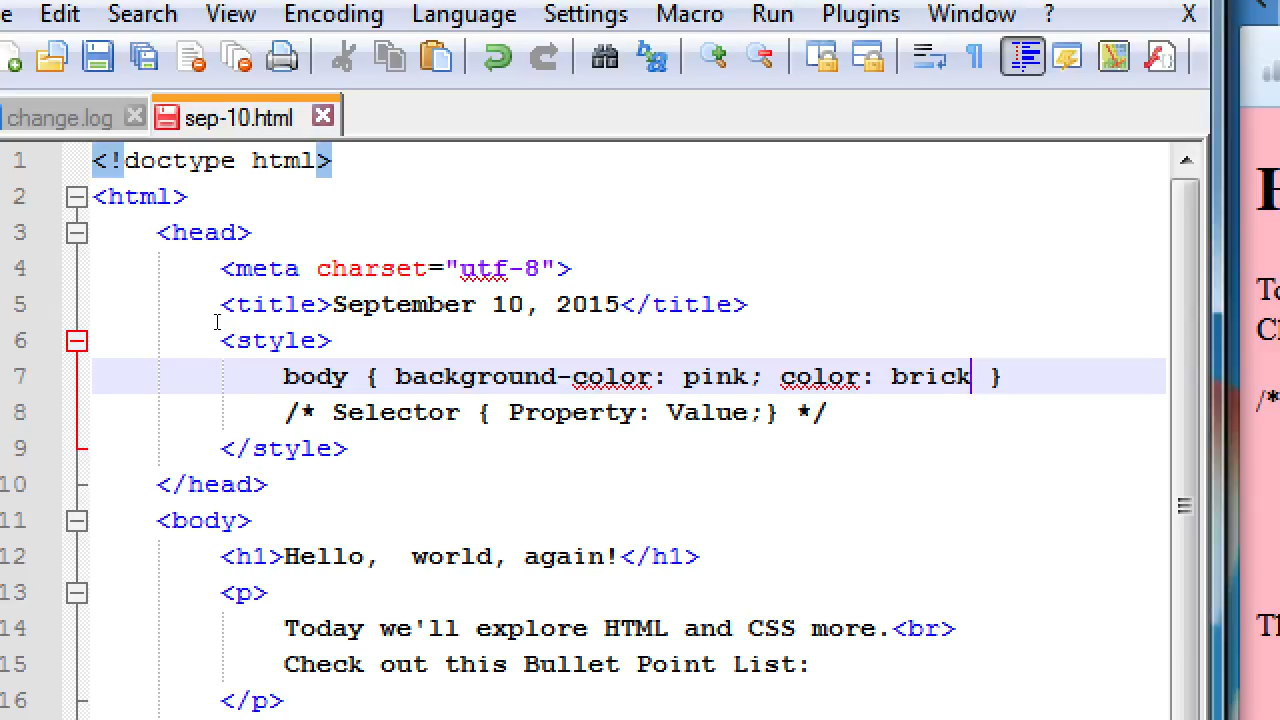 Edit Search View Encoding Language Settings Macro Run Plugins Window ? X
change.log sep-10.html
1 <!doctype html>
2 <html>
3 <head>
4 <meta charset="utf-8">
5 <title>September 10, 2015</title>
6 <style>
7 body { background-color: pink; color: brick }
8 /* Selector { Property: Value;} */
9 </style>
10 </head>
11 <body>
12 <h1>Hello,  world, again!</h1>
13 <p>
14 Today we'll explore HTML and CSS more.<br>
15 Check out this Bullet Point List:
16 </p>
/*